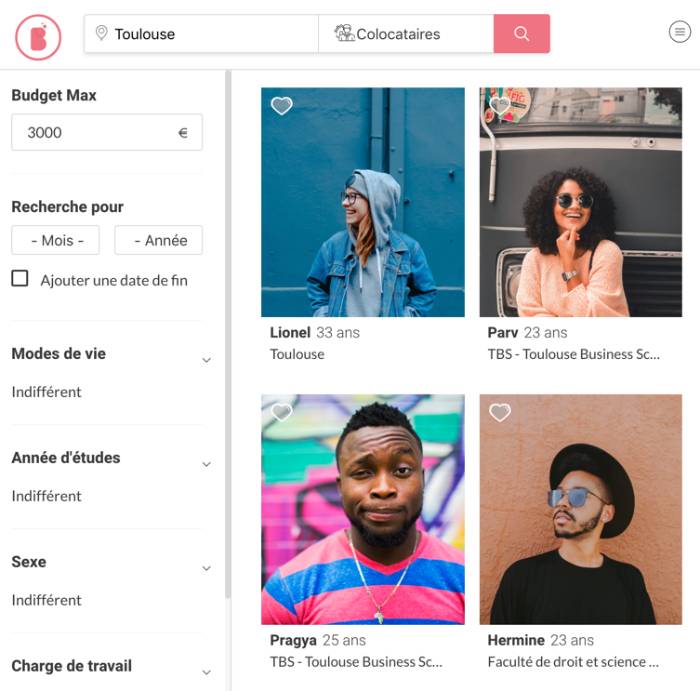 B
Toulouse
Colocataires
Budget Max
3000 €
Recherche pour
- Mois -
- Année
Ajouter une date de fin
Modes de vie
Indifférent
Année d'études
Indifférent
Sexe
Indifférent
Charge de travail
Lionel 33 ans
Toulouse
Parv 23 ans
TBS - Toulouse Business Sc...
Pragya 25 ans
TBS - Toulouse Business Sc...
Hermine 23 ans
Faculté de droit et science ...